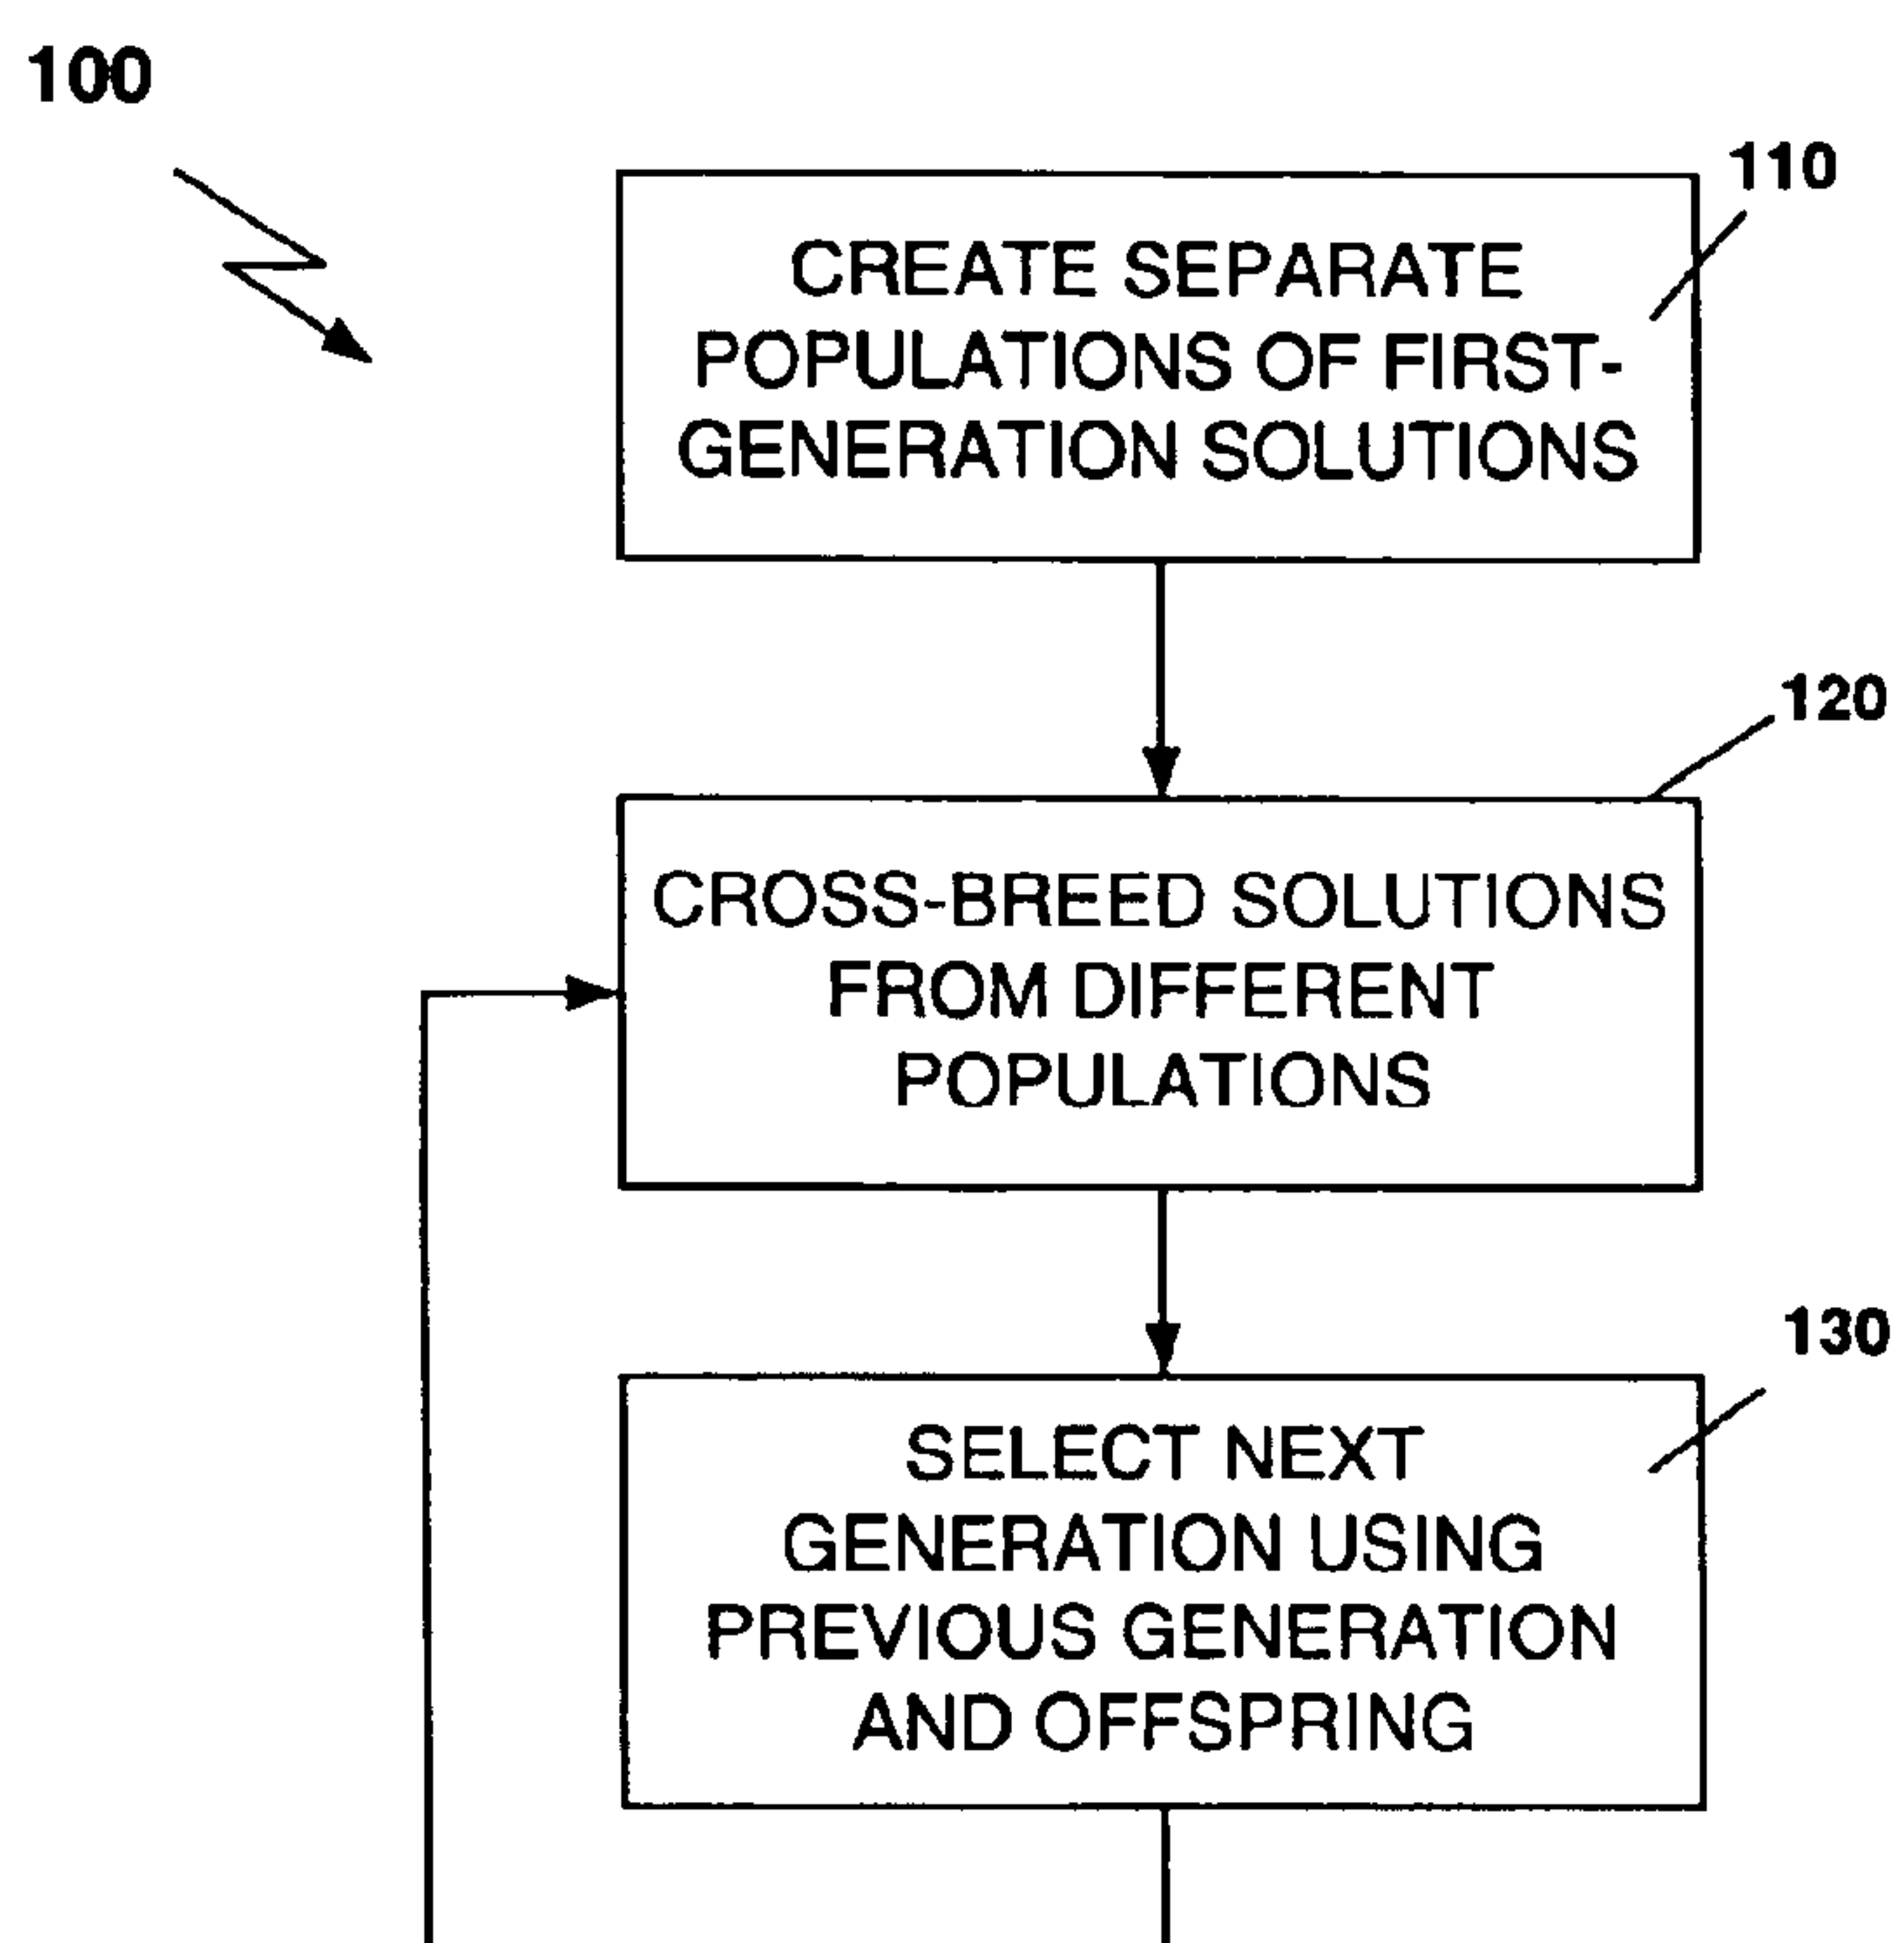 100
110
CREATE SEPARATE
POPULATIONS OF FIRST-
GENERATION SOLUTIONS
120
CROSS-BREED SOLUTIONS
FROM DIFFERENT
POPULATIONS
130
SELECT NEXT
GENERATION USING
PREVIOUS GENERATION
AND OFFSPRING